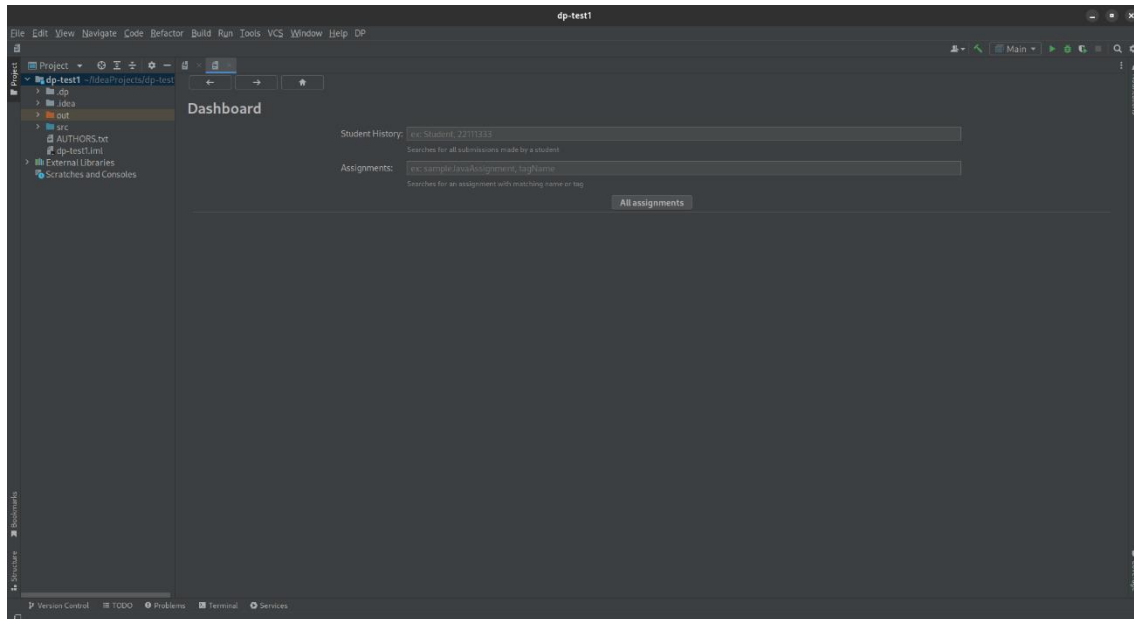 dp-test1
File Edit View Navigate Code Refactor Build Run Tools VCS Window Help DP
Main
Project
Project
dp-test1 ~/IdeaProjects/dp-test
.dp
.idea
out
src
AUTHORS.txt
dp-test1.iml
External Libraries
Scratches and Consoles
Dashboard
Student History: ex: Student, 22111333
Searches for all submissions made by a student
Assignments: ex: sampleJavaAssignment, tagName
Searches for an assignment with matching name or tag
All assignments
Bookmarks
Structure
Version Control TODO Problems Terminal Services